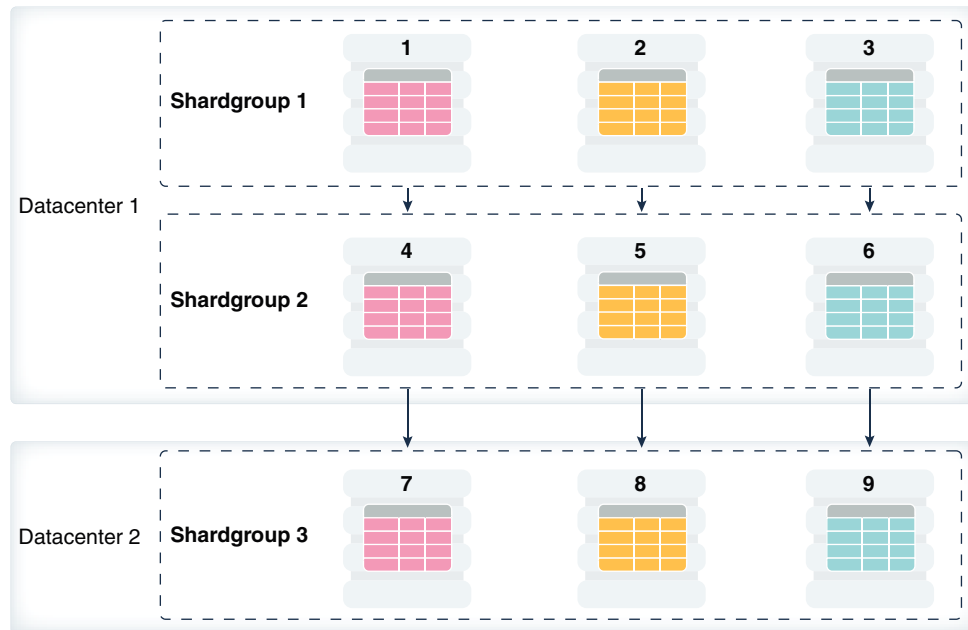 1 2 3
Shardgroup 1
Datacenter 1
4 5 6
Shardgroup 2
7 8 9
Datacenter 2 Shardgroup 3